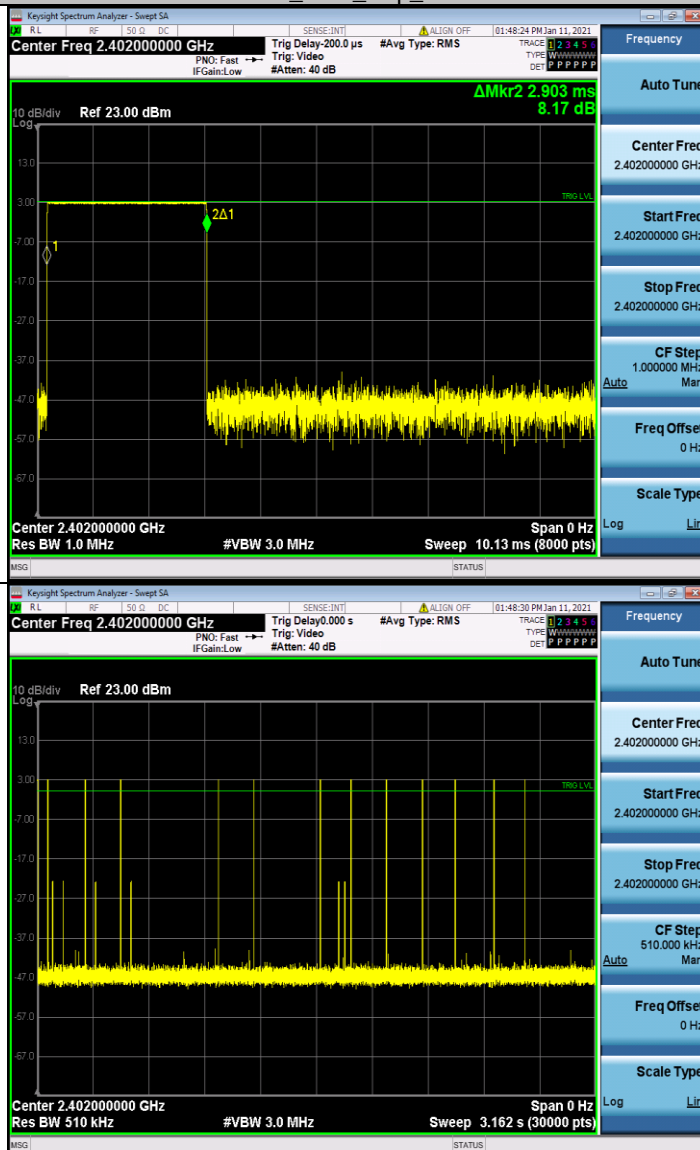 Keysight Spectrum Analyzer - Swept SA
RL RF 50 Ω DC SENSE:INT ALIGN OFF 01:48:24 PM Jan 11, 2021
Center Freq 2.402000000 GHz Trig Delay-200.0 µs #Avg Type: RMS TRACE 1 2 3 4 5 6
PNO: Fast Trig: Video TYPE
IFGain:Low #Atten: 40 dB DET P P P P P P
ΔMkr2 2.903 ms
8.17 dB
10 dB/div Ref 23.00 dBm
Log
13.0
3.00
TRIG LVL
2Δ1
1
-7.00
-17.0
-27.0
-37.0
-47.0
-57.0
-67.0
Center 2.402000000 GHz Span 0 Hz
Res BW 1.0 MHz #VBW 3.0 MHz Sweep 10.13 ms (8000 pts)
MSG STATUS
Frequency
Auto Tune
Center Freq
2.402000000 GHz
Start Freq
2.402000000 GHz
Stop Freq
2.402000000 GHz
CF Step
1.000000 MHz
Auto Man
Freq Offset
0 Hz
Scale Type
Log Lin
Keysight Spectrum Analyzer - Swept SA
RL RF 50 Ω DC SENSE:INT ALIGN OFF 01:48:30 PM Jan 11, 2021
Center Freq 2.402000000 GHz Trig Delay0.000 s #Avg Type: RMS TRACE 1 2 3 4 5 6
PNO: Fast Trig: Video TYPE
IFGain:Low #Atten: 40 dB DET P P P P P P
10 dB/div Ref 23.00 dBm
Log
13.0
3.00
TRIG LVL
-7.00
-17.0
-27.0
-37.0
-47.0
-57.0
-67.0
Center 2.402000000 GHz Span 0 Hz
Res BW 510 kHz #VBW 3.0 MHz Sweep 3.162 s (30000 pts)
MSG STATUS
Frequency
Auto Tune
Center Freq
2.402000000 GHz
Start Freq
2.402000000 GHz
Stop Freq
2.402000000 GHz
CF Step
510.000 kHz
Auto Man
Freq Offset
0 Hz
Scale Type
Log Lin